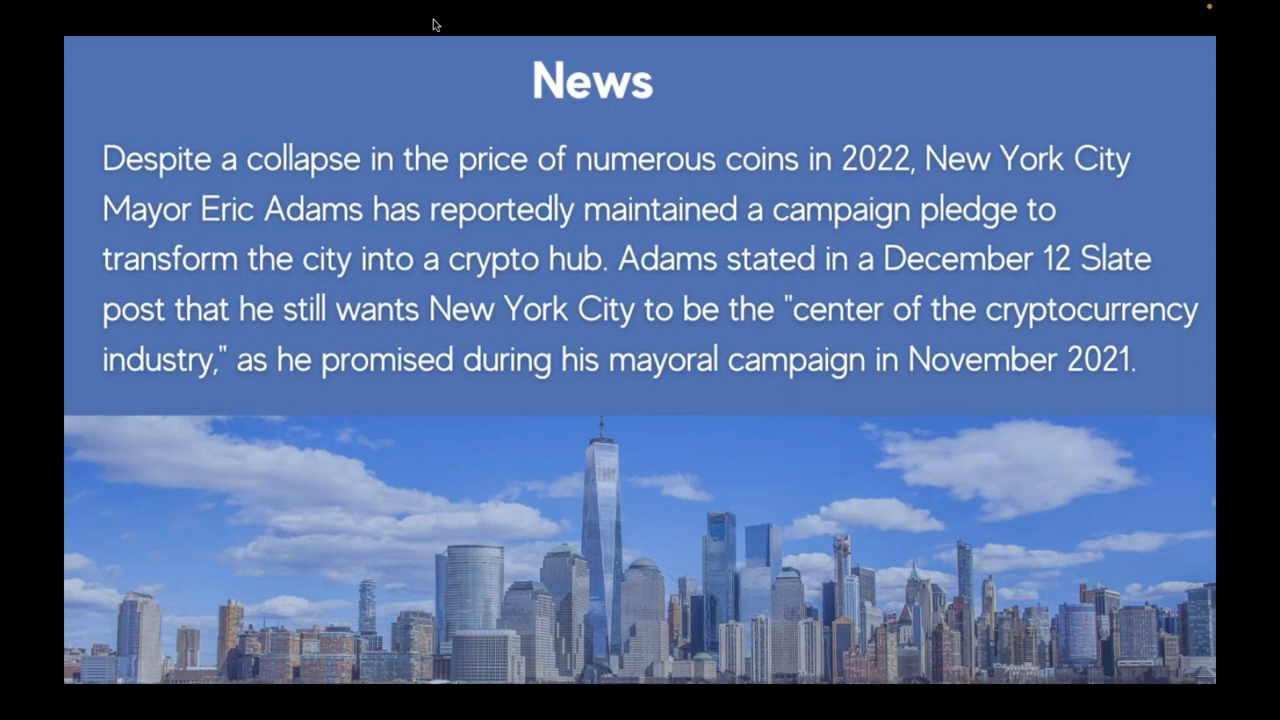 News
Despite a collapse in the price of numerous coins in 2022, New York City
Mayor Eric Adams has reportedly maintained a campaign pledge to
transform the city into a crypto hub. Adams stated in a December 12 Slate
post that he still wants New York City to be the "center of the cryptocurrency
industry," as he promised during his mayoral campaign in November 2021.